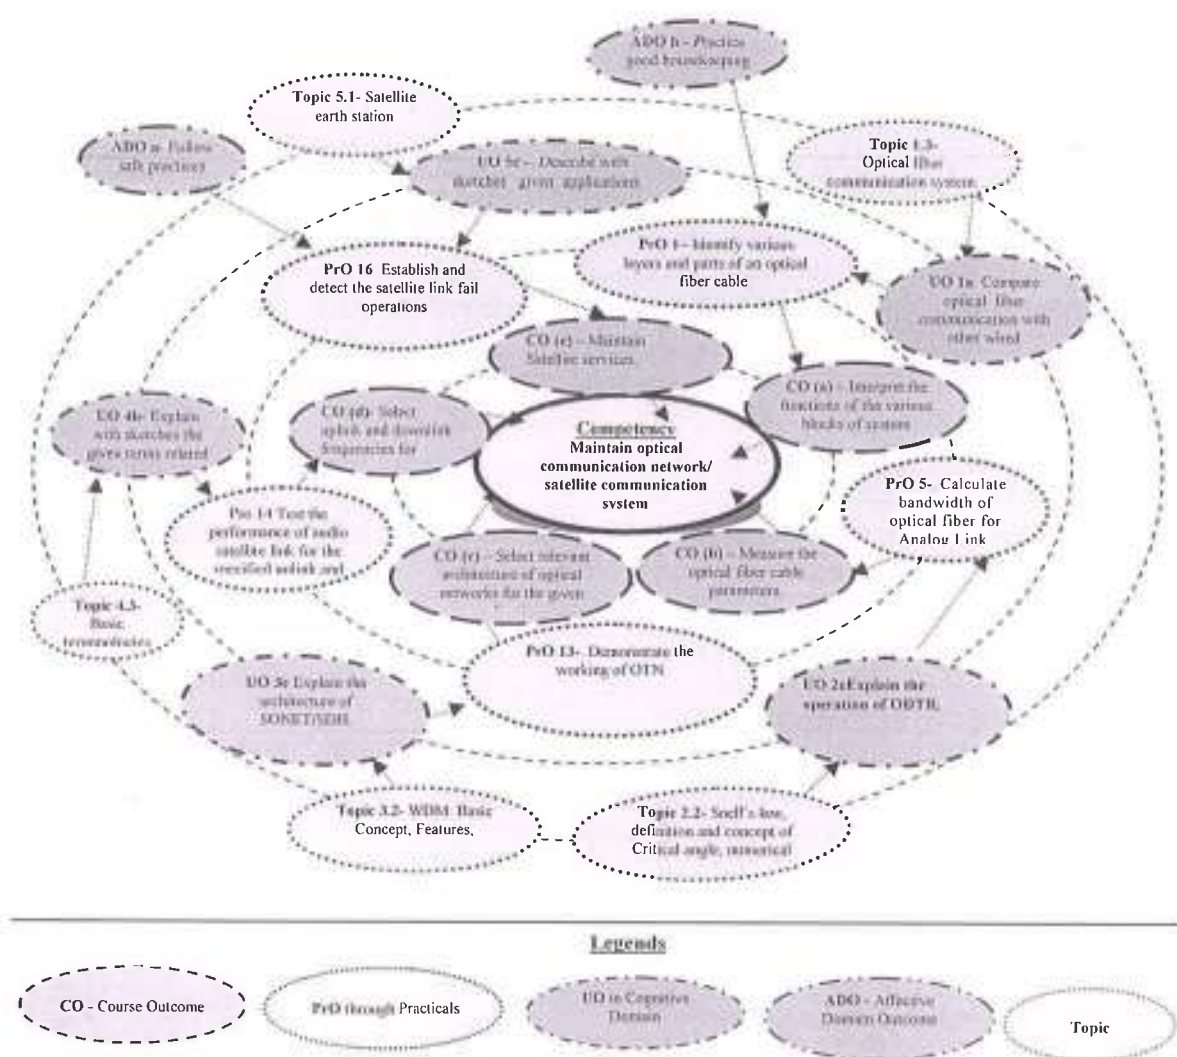 ADO b - Practice
good housekeeping
Topic 5.1- Satellite
earth station
ADO a- Follow
safe practices
UO 5c – Describe with
sketches given applications
Topic 1.3-
Optical fiber
communication system
PrO 16 Establish and
detect the satellite link fail
operations
PrO 1 – Identify various
layers and parts of an optical
fiber cable
UO 1a Compare
optical fiber
communication with
other wired
CO (e) – Maintain
Satellite services
CO (d)- Select
uplink and downlink
frequencies for
CO (a) – Interpret the
functions of the various
blocks of system
UO 4b- Explain
with sketches the
given terms related
Competency
Maintain optical
communication network/
satellite communication
system
PrO 5- Calculate
bandwidth of
optical fiber for
Analog Link
Pro 14 Test the
performance of audio
satellite link for the
specified uplink and
CO (c) – Select relevant
architecture of optical
networks for the given
CO (b) – Measure the
optical fiber cable
parameters
Topic 4.3-
Basic
terminologies
PrO 13- Demonstrate the
working of OTN
UO 3c Explain the
architecture of
SONET/SDH
UO 2c Explain the
operation of ODTR.
Topic 3.2- WDM Basic
Concept, Features,
Topic 2.2- Snell's law,
definition and concept of
Critical angle, numerical
Legends
CO - Course Outcome
PrO through Practicals
UO in Cognitive
Domain
ADO - Affective
Domain Outcome
Topic